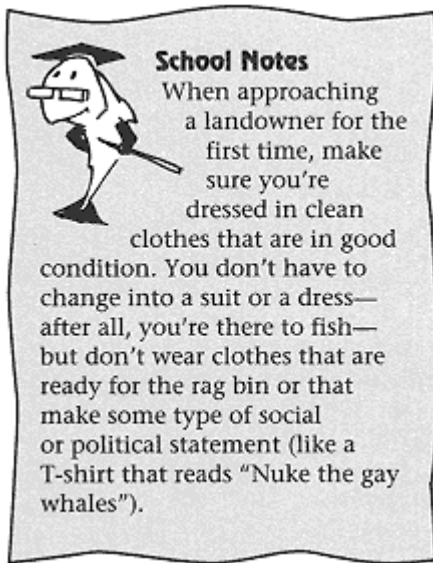 School Notes
When approaching
a landowner for the
first time, make
sure you're
dressed in clean
clothes that are in good
condition. You don't have to
change into a suit or a dress—
after all, you're there to fish—
but don't wear clothes that are
ready for the rag bin or that
make some type of social
or political statement (like a
T-shirt that reads “Nuke the gay
whales”).